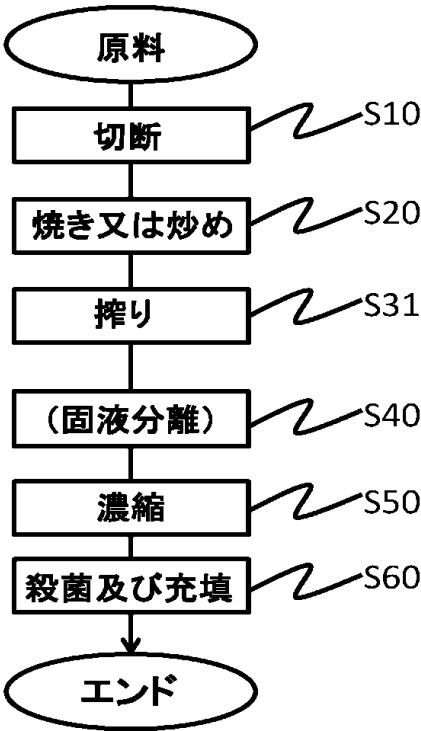 原料
切断 S10
焼き又は炒め S20
搾り S31
（固液分離） S40
濃縮 S50
殺菌及び充填 S60
エンド